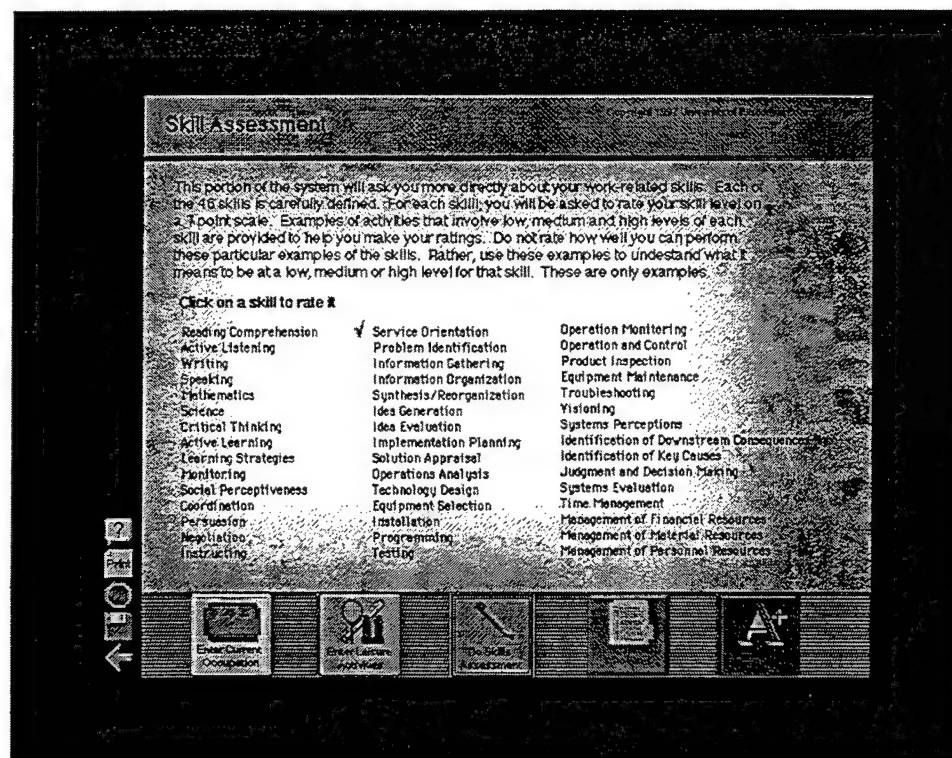 Skill Assessment
This portion of the system will ask you more directly about your work-related skills. Each of
the 46 skills is carefully defined. For each skill, you will be asked to rate your skill level on
a 7 point scale. Examples of activities that involve low, medium and high levels of each
skill are provided to help you make your ratings. Do not rate how well you can perform
these particular examples of the skills. Rather, use these examples to undestand what it
means to be at a low, medium or high level for that skill. These are only examples.
Click on a skill to rate it
Reading Comprehension
Active Listening
Writing
Speaking
Mathematics
Science
Critical Thinking
Active Learning
Learning Strategies
Monitoring
Social Perceptiveness
Coordination
Persuasion
Negotiation
Instructing
√ Service Orientation
Problem Identification
Information Gathering
Information Organization
Synthesis/Reorganization
Idea Generation
Idea Evaluation
Implementation Planning
Solution Appraisal
Operations Analysis
Technology Design
Equipment Selection
Installation
Programming
Testing
Operation Monitoring
Operation and Control
Product Inspection
Equipment Maintenance
Troubleshooting
Visioning
Systems Perceptions
Identification of Downstream Consequences
Identification of Key Causes
Judgment and Decision Making
Systems Evaluation
Time Management
Management of Financial Resources
Management of Material Resources
Management of Personnel Resources
?
Print
Enter Current
Occupation
Enter Leisure
Activities
Do Skills
Assessment
A+